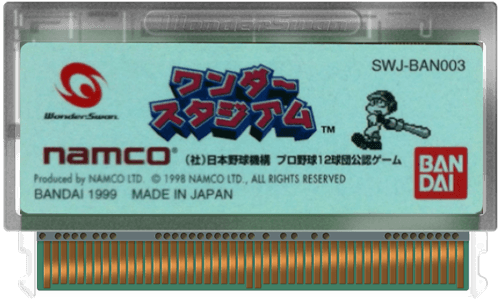 WonderSwan
SWJ-BAN003
WonderSwan
ワンダー
スタジアム™
namco®
(社)日本野球機構 プロ野球12球団公認ゲーム
Produced by NAMCO LTD. © 1998 NAMCO LTD., ALL RIGHTS RESERVED
BANDAI 1999 MADE IN JAPAN
BAN
DAI